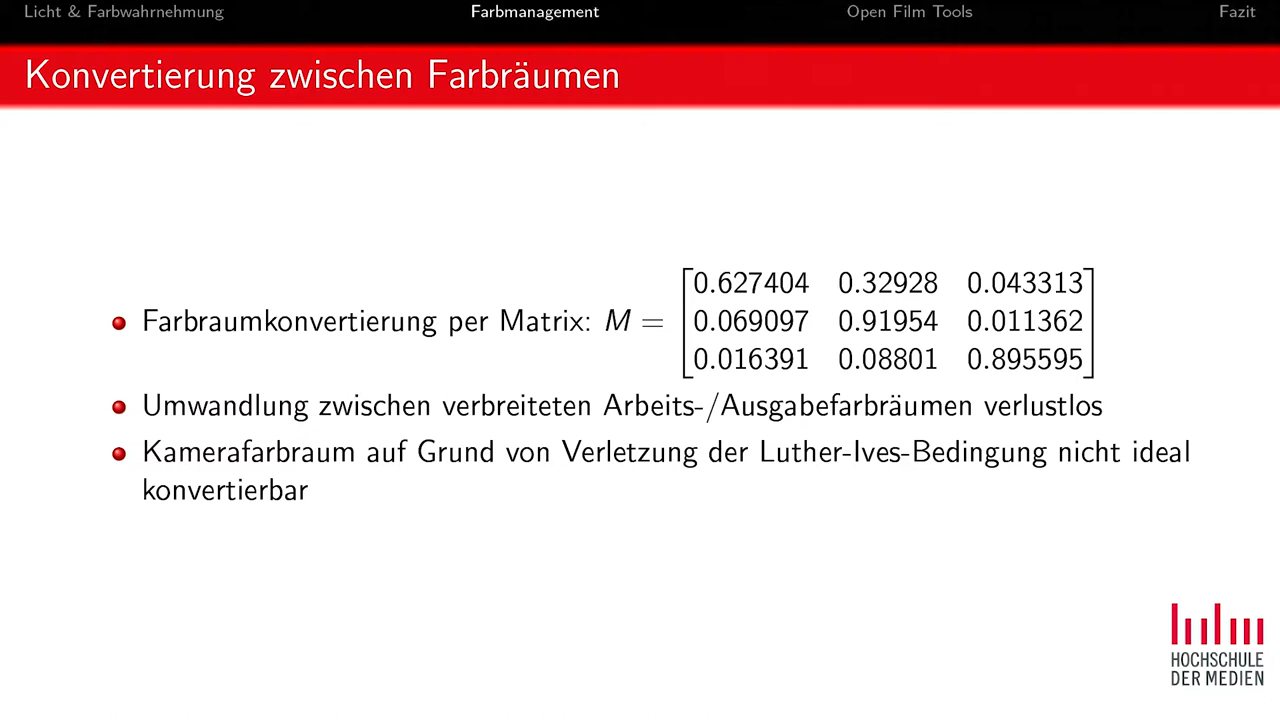 Licht & Farbwahrnehmung Farbmanagement Open Film Tools Fazit
Konvertierung zwischen Farbräumen
0.627404 0.32928 0.043313
Farbraumkonvertierung per Matrix: M = 0.069097 0.91954 0.011362
0.016391 0.08801 0.895595
Umwandlung zwischen verbreiteten Arbeits-/Ausgabefarbräumen verlustlos
Kamerafarbraum auf Grund von Verletzung der Luther-Ives-Bedingung nicht ideal
konvertierbar
HOCHSCHULE
DER MEDIEN